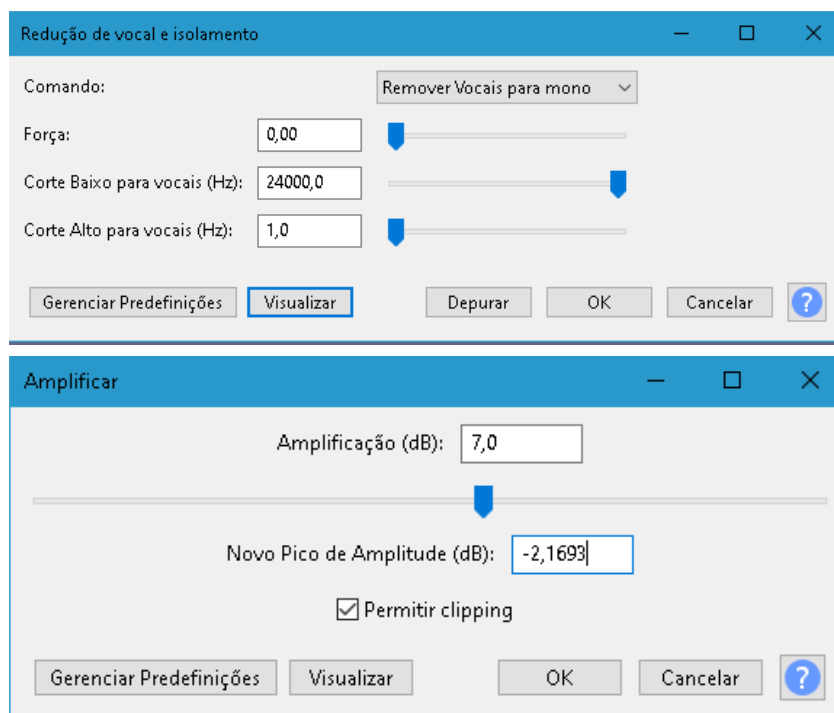 Redução de vocal e isolamento
Comando: Remover Vocais para mono
Força: 0,00
Corte Baixo para vocais (Hz): 24000,0
Corte Alto para vocais (Hz): 1,0
Gerenciar Predefinições Visualizar Depurar OK Cancelar ?
Amplificar
Amplificação (dB): 7,0
Novo Pico de Amplitude (dB): -2,1693
Permitir clipping
Gerenciar Predefinições Visualizar OK Cancelar ?